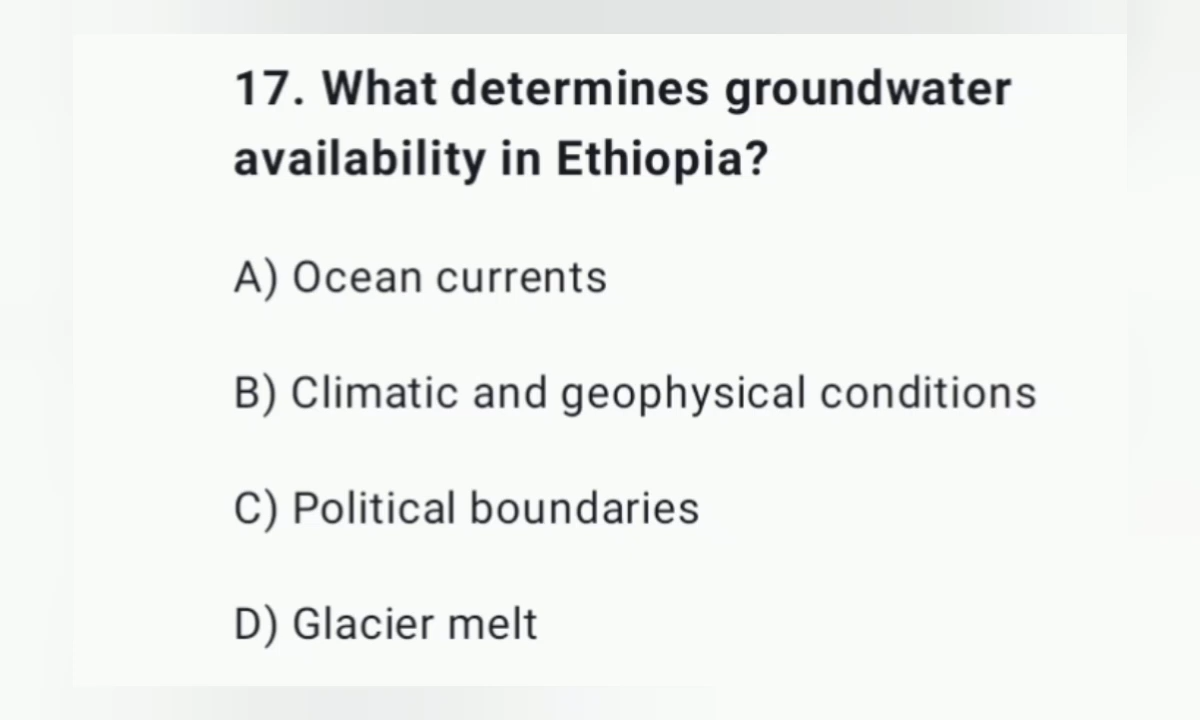 17. What determines groundwater
availability in Ethiopia?
A) Ocean currents
B) Climatic and geophysical conditions
C) Political boundaries
D) Glacier melt